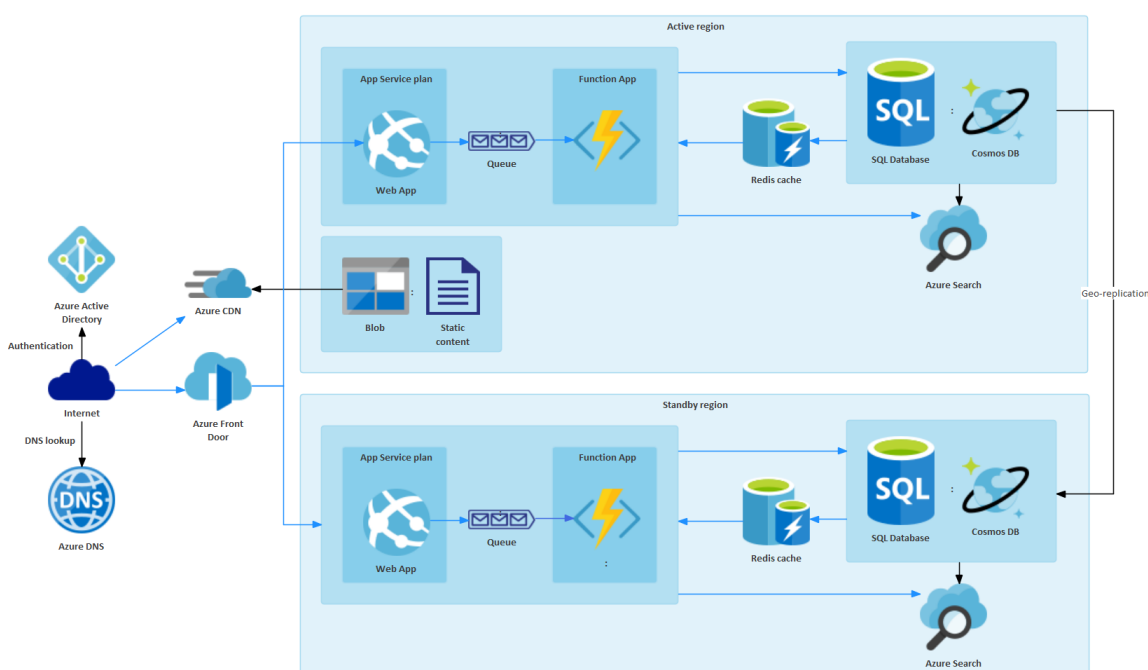 Active region
App Service plan
Function App
SQL
:
Web App
Queue
Redis cache
SQL Database
Cosmos DB
Azure Search
Geo-replication
:
Blob
Static
content
Azure Active
Directory
Azure CDN
Authentication
Internet
Azure Front
Door
DNS lookup
DNS
Azure DNS
Standby region
App Service plan
Function App
SQL
:
Web App
Queue
:
Redis cache
SQL Database
Cosmos DB
Azure Search